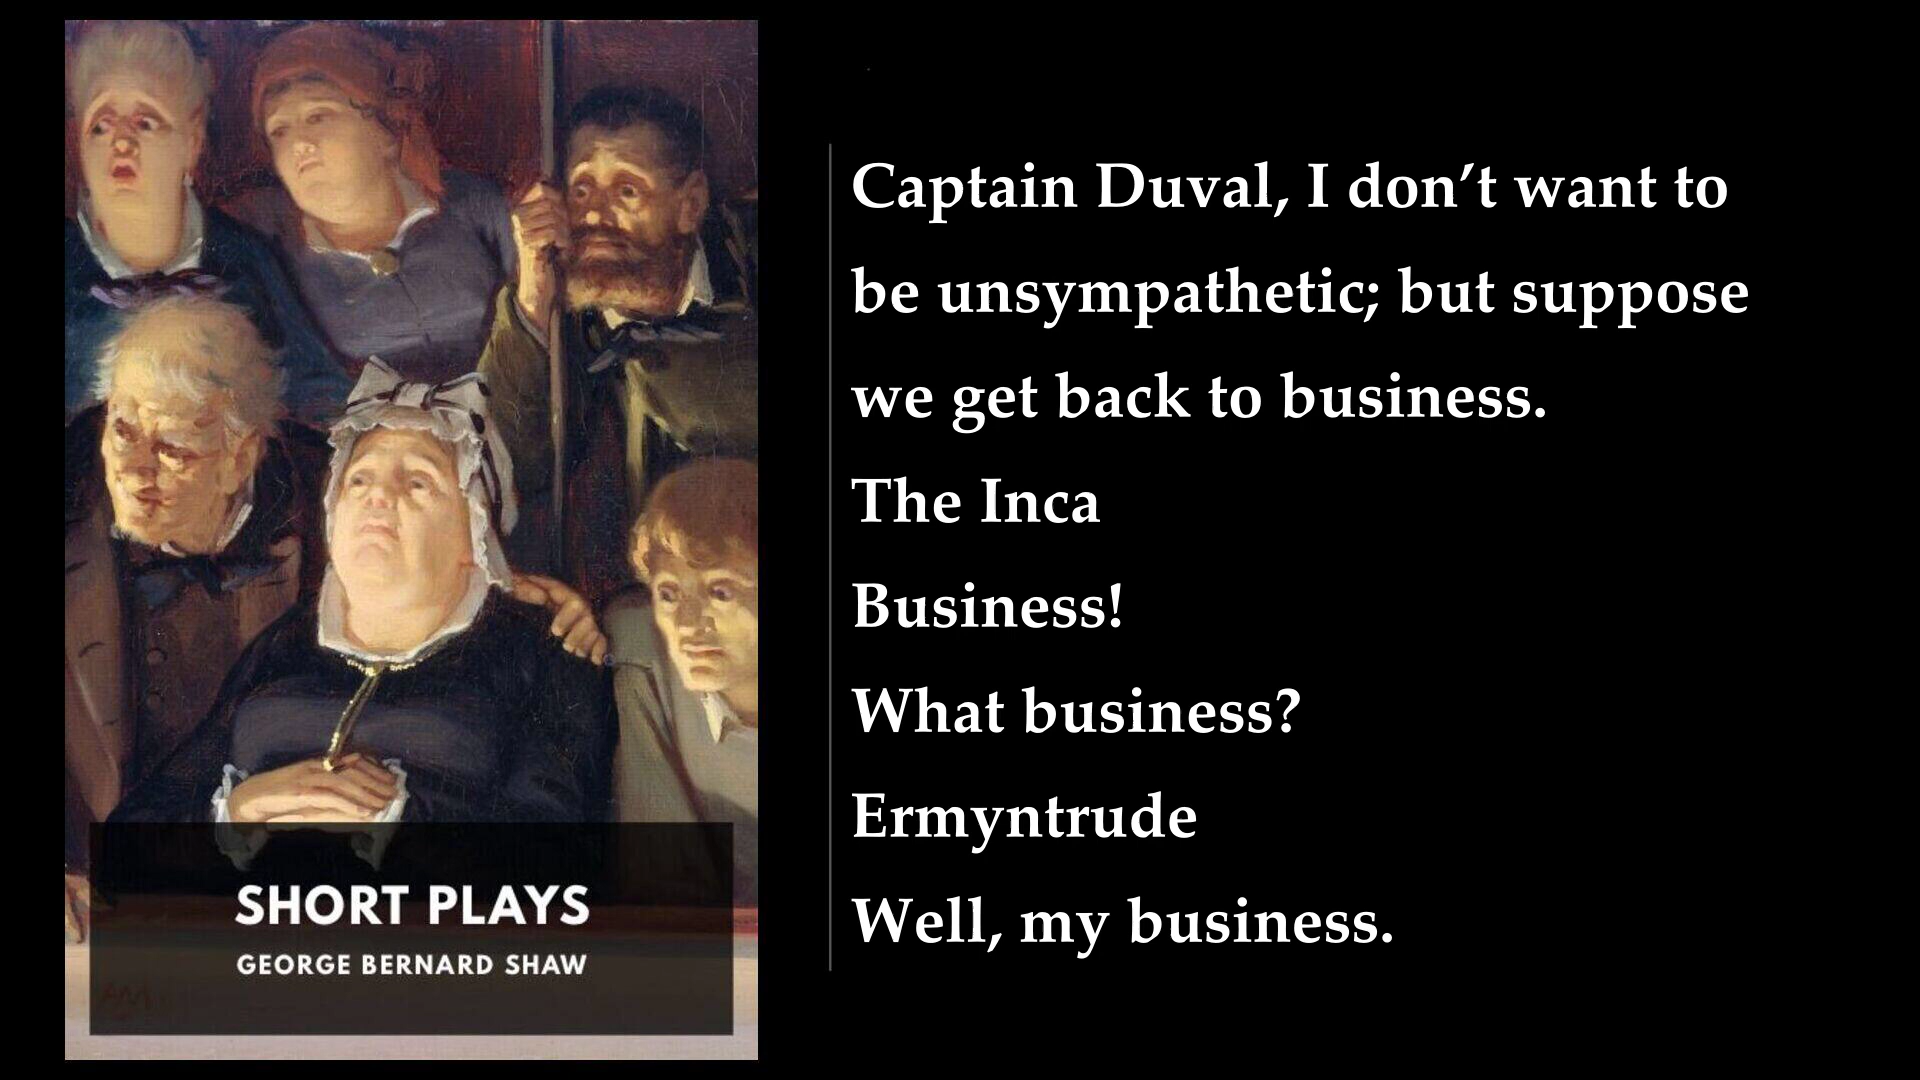 Captain Duval, I don’t want to
be unsympathetic; but suppose
we get back to business.
The Inca
Business!
What business?
Ermyntrude
Well, my business.
SHORT PLAYS
GEORGE BERNARD SHAW